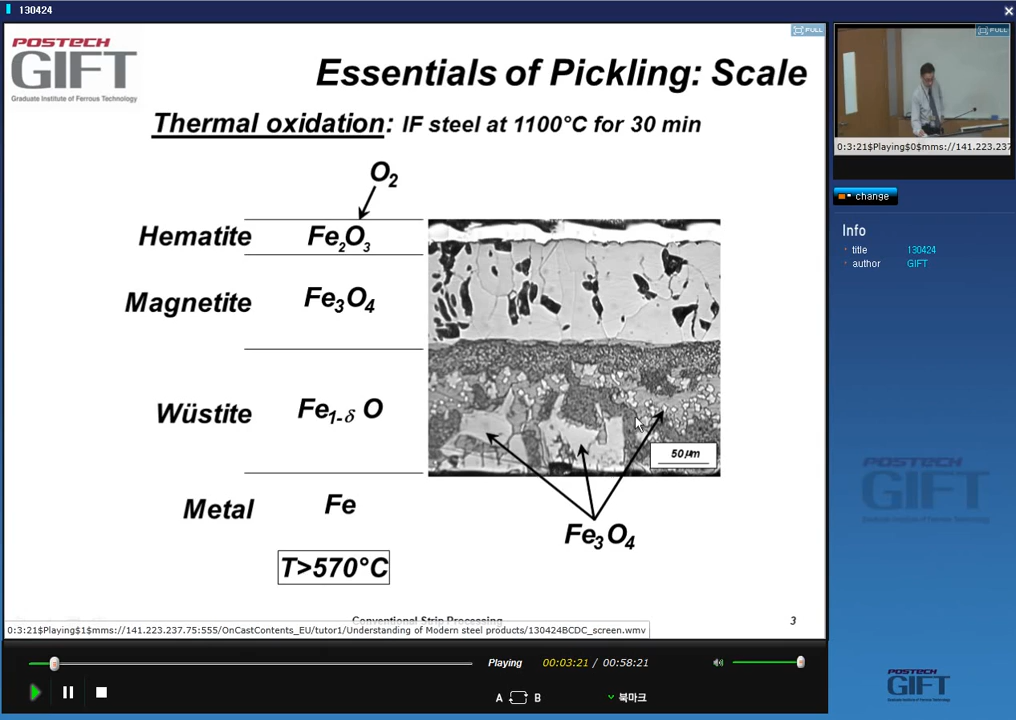 130424
POSTECH
GIFT
Graduate Institute of Ferrous Technology
FULL
Essentials of Pickling: Scale
Thermal oxidation: IF steel at 1100°C for 30 min
O2
Hematite Fe2O3
Magnetite Fe3O4
Wüstite Fe1-δ O
50μm
Metal Fe
Fe3O4
T>570°C
Conventional Strip Processing
3
0:3:21$Playing$1$mms://141.223.237.75:555/OnCastContents_EU/tutor1/Understanding of Modern steel products/130424BCDC_screen.wmv
FULL
0:3:21$Playing$0$mms://141.223.237
change
Info
title 130424
author GIFT
POSTECH
GIFT
Playing 00:03:21 / 00:58:21
A B 북마크
POSTECH
GIFT